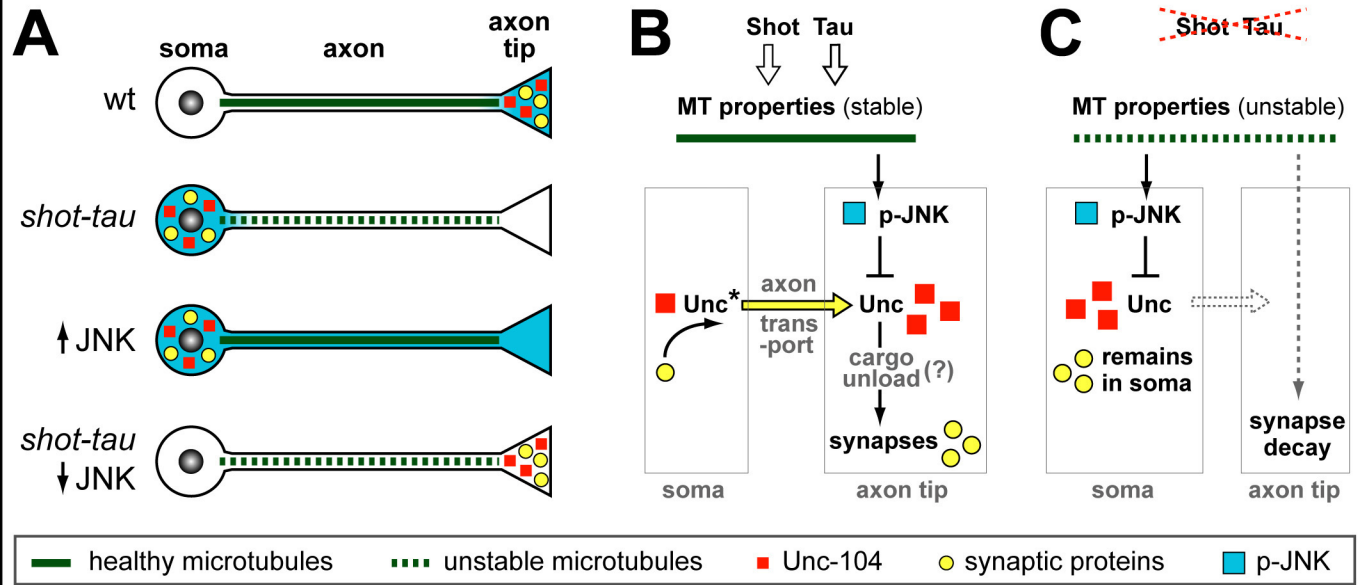 A
soma
axon
axon
tip
wt
shot-tau
JNK
shot-tau
JNK
B
Shot Tau
MT properties (stable)
p-JNK
Unc*
axon
trans
-port
Unc
cargo
unload (?)
synapses
soma
axon tip
C
Shot Tau
MT properties (unstable)
p-JNK
Unc
remains
in soma
synapse
decay
soma
axon tip
healthy microtubules
unstable microtubules
Unc-104
synaptic proteins
p-JNK